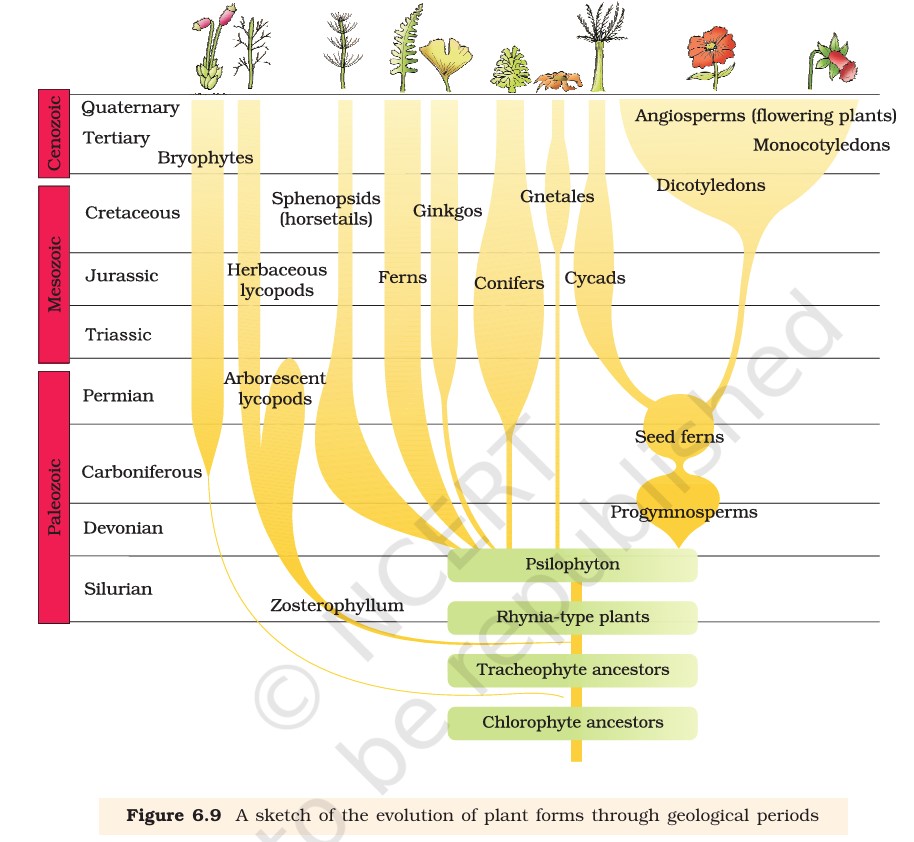 Cenozoic
Quaternary
Angiosperms (flowering plants)
Tertiary
Monocotyledons
Bryophytes
Dicotyledons
Mesozoic
Cretaceous
Sphenopsids
(horsetails)
Ginkgos
Gnetales
Jurassic
Herbaceous
lycopods
Ferns
Conifers
Cycads
Triassic
Paleozoic
Permian
Arborescent
lycopods
Seed ferns
Carboniferous
Progymnosperms
Devonian
Psilophyton
Silurian
Zosterophyllum
Rhynia-type plants
Tracheophyte ancestors
Chlorophyte ancestors
© NCERT
to be republished
Figure 6.9 A sketch of the evolution of plant forms through geological periods